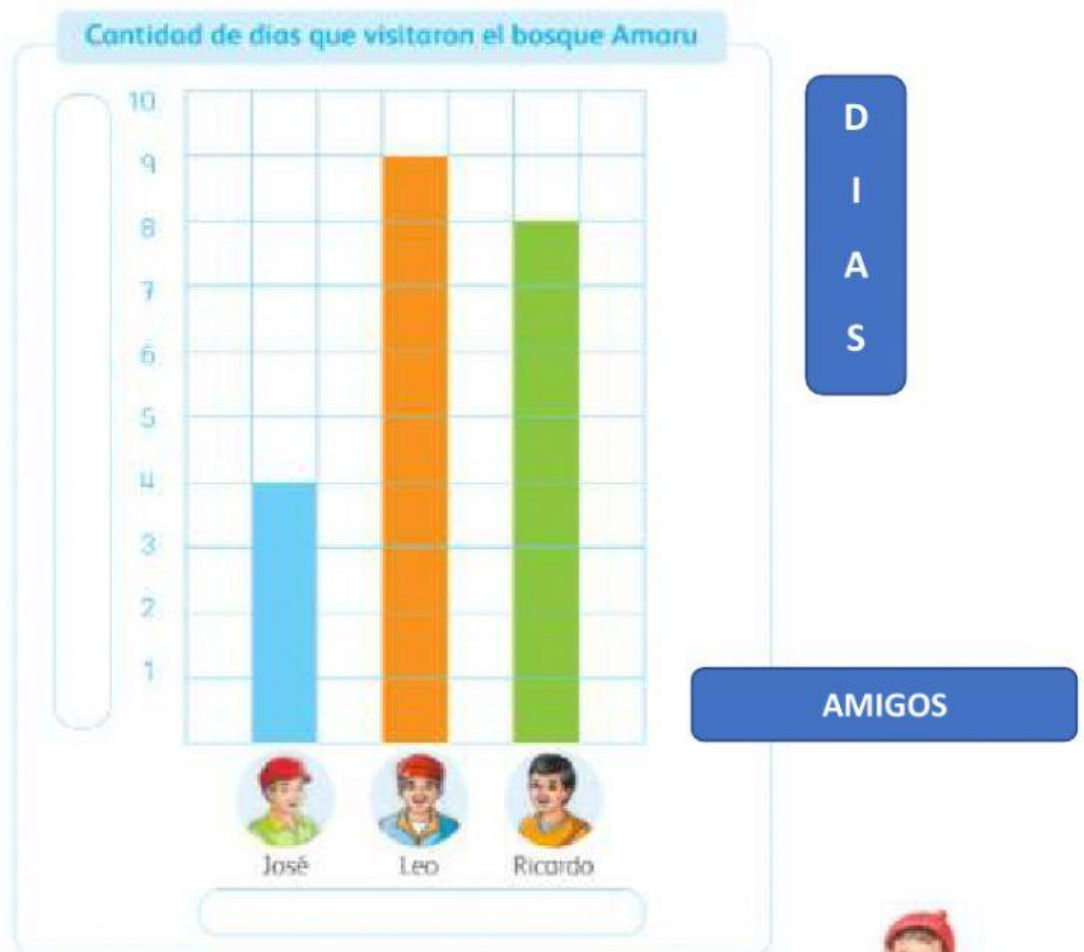 Cantidad de días que visitaron el bosque Amaru
10
9
8
7
6
5
4
3
2
1
José
Leo
Ricardo
D
I
A
S
AMIGOS